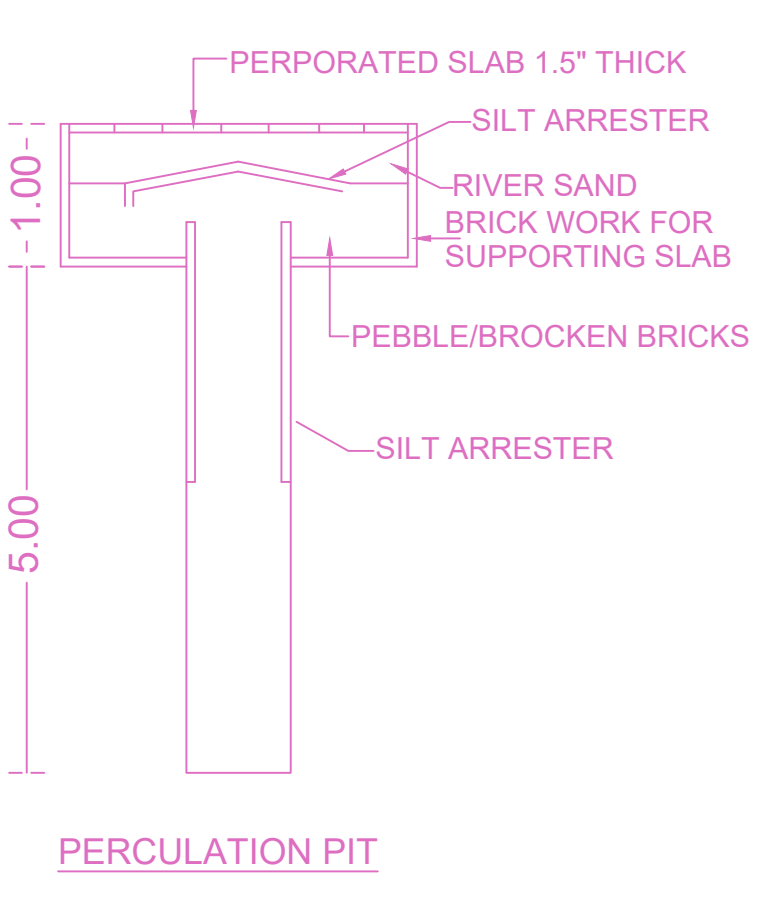 PERPORATED SLAB 1.5" THICK
SILT ARRESTER
RIVER SAND
BRICK WORK FOR
SUPPORTING SLAB
PEBBLE/BROCKEN BRICKS
SILT ARRESTER
1.00
5.00
PERCULATION PIT